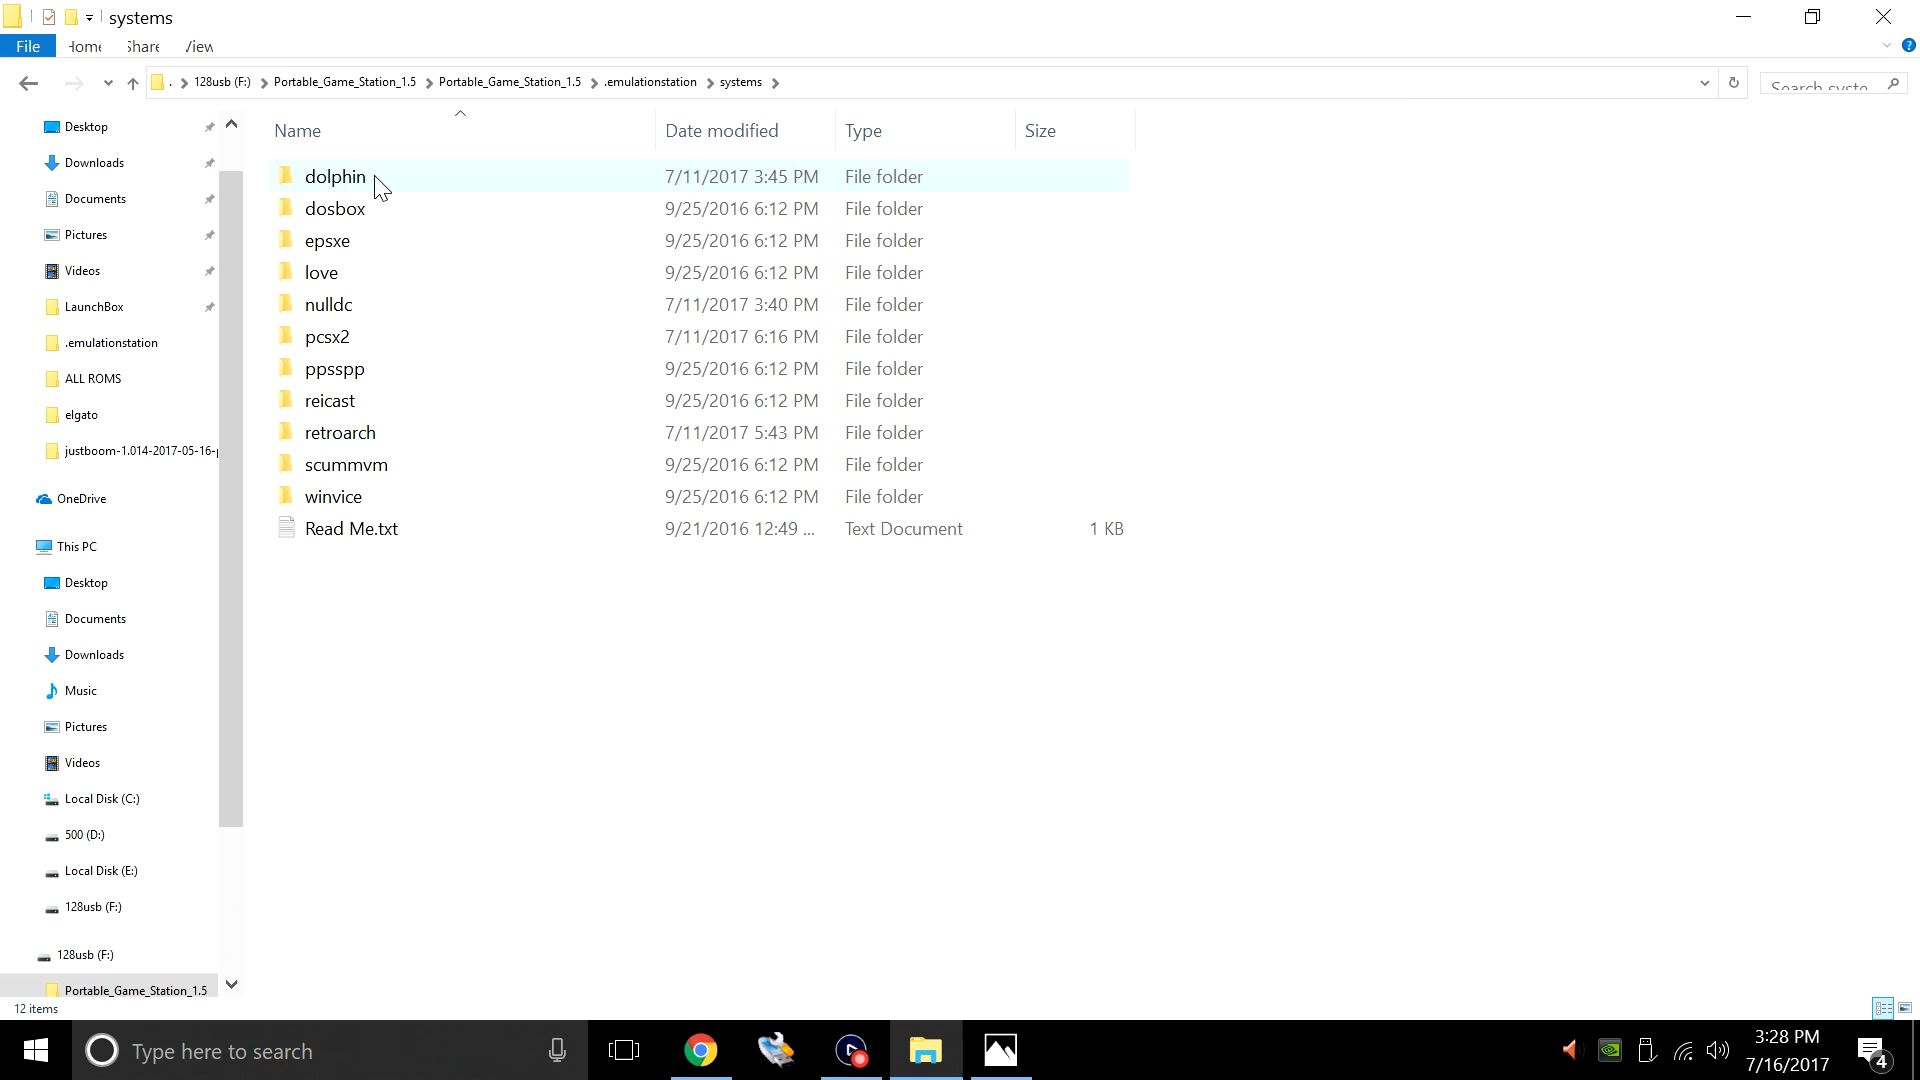 systems
File Home Share View
. 128usb (F:) Portable_Game_Station_1.5 Portable_Game_Station_1.5 .emulationstation systems
Search syste
Name Date modified Type Size
Desktop
Downloads
Documents
Pictures
Videos
LaunchBox
.emulationstation
ALL ROMS
elgato
justboom-1.014-2017-05-16-p
OneDrive
This PC
Desktop
Documents
Downloads
Music
Pictures
Videos
Local Disk (C:)
500 (D:)
Local Disk (E:)
128usb (F:)
128usb (F:)
Portable_Game_Station_1.5
dolphin 7/11/2017 3:45 PM File folder
dosbox 9/25/2016 6:12 PM File folder
epsxe 9/25/2016 6:12 PM File folder
love 9/25/2016 6:12 PM File folder
nulldc 7/11/2017 3:40 PM File folder
pcsx2 7/11/2017 6:16 PM File folder
ppsspp 9/25/2016 6:12 PM File folder
reicast 9/25/2016 6:12 PM File folder
retroarch 7/11/2017 5:43 PM File folder
scummvm 9/25/2016 6:12 PM File folder
winvice 9/25/2016 6:12 PM File folder
Read Me.txt 9/21/2016 12:49 ... Text Document 1 KB
12 items
Type here to search
3:28 PM
7/16/2017
4